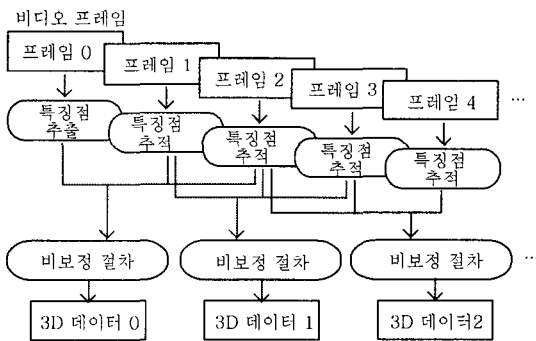 비디오 프레임
프레임 0
프레임 1
프레임 2
프레임 3
프레임 4
...
특징점
추출
특징점
추적
특징점
추적
특징점
추적
특징점
추적
비보정 절차
비보정 절차
비보정 절차
...
3D 데이터 0
3D 데이터 1
3D 데이터2